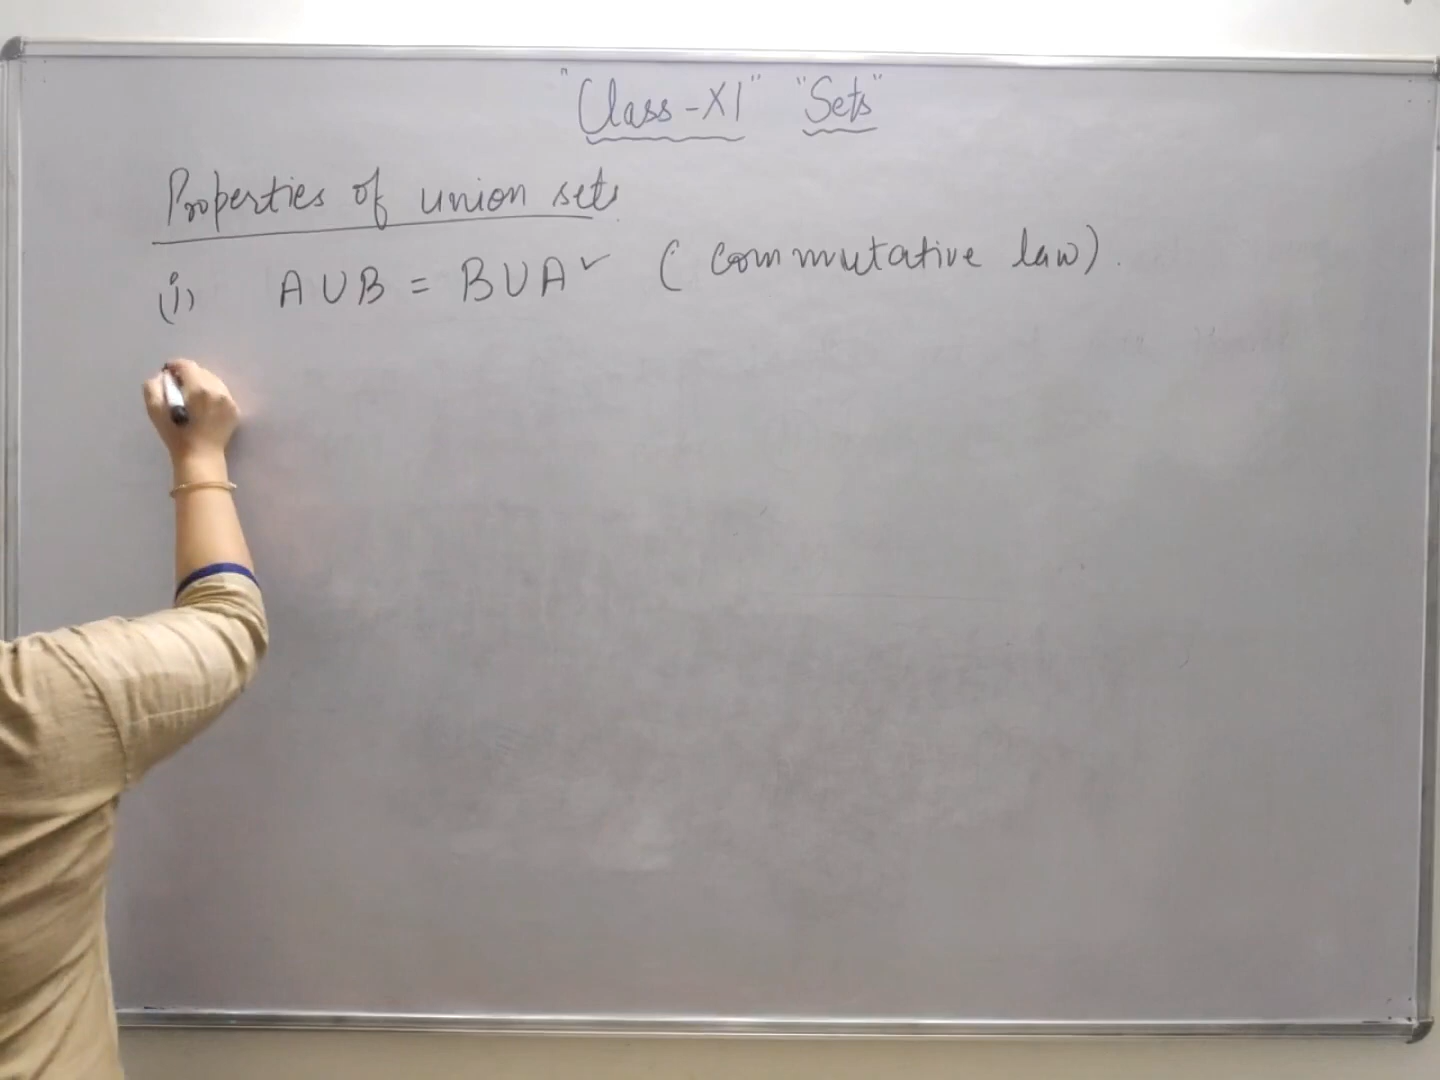 "Class-XI" "Sets"
Properties of union sets
(i) A∪B = B∪A✓ (commutative law).